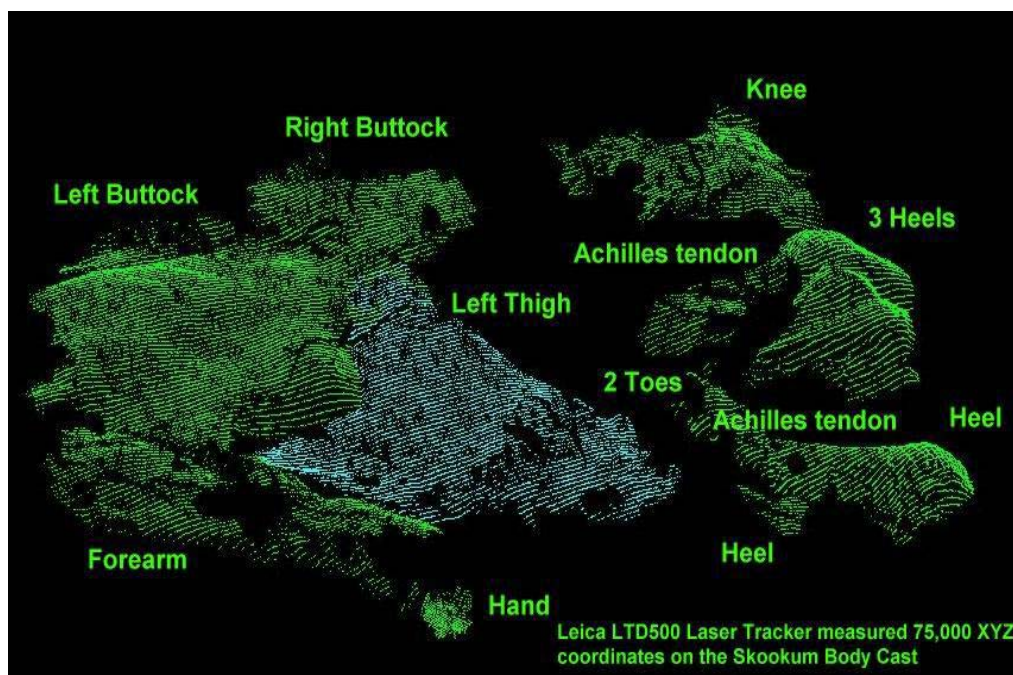 Knee
Right Buttock
Left Buttock
3 Heels
Achilles tendon
Left Thigh
2 Toes
Achilles tendon
Heel
Forearm
Heel
Hand
Leica LTD500 Laser Tracker measured 75,000 XYZ
coordinates on the Skookum Body Cast